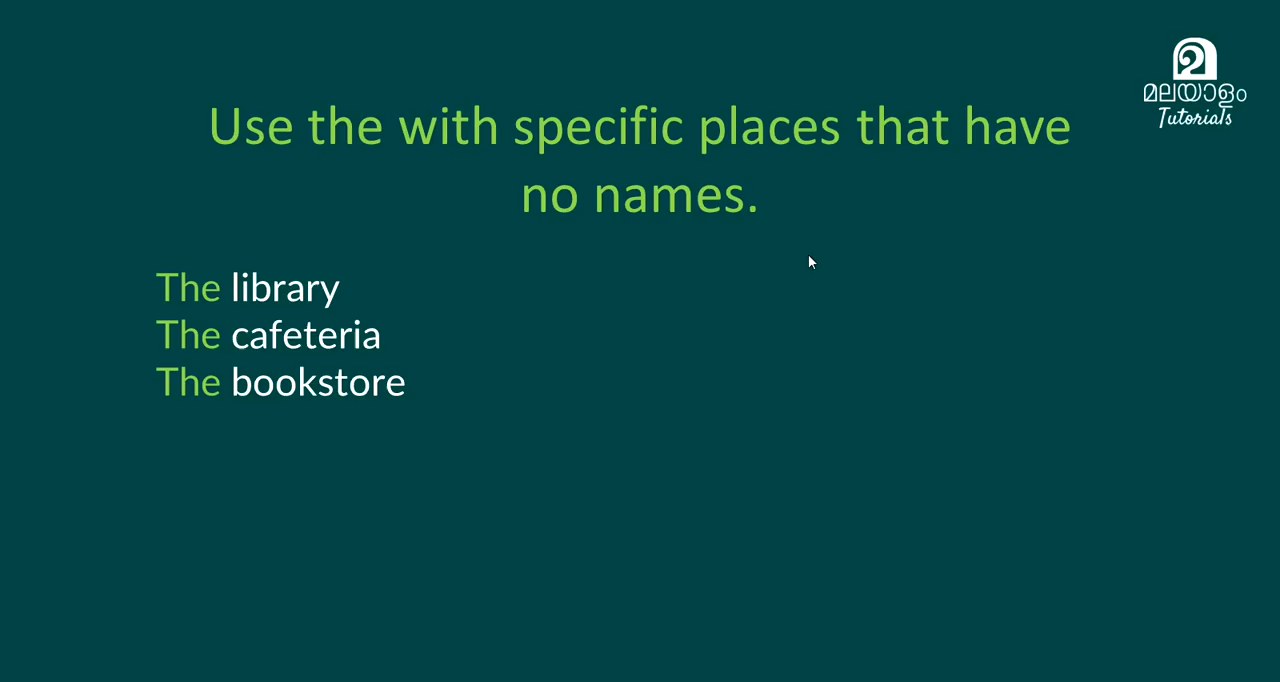 മലയാളം
Tutorials
Use the with specific places that have
no names.
The library
The cafeteria
The bookstore